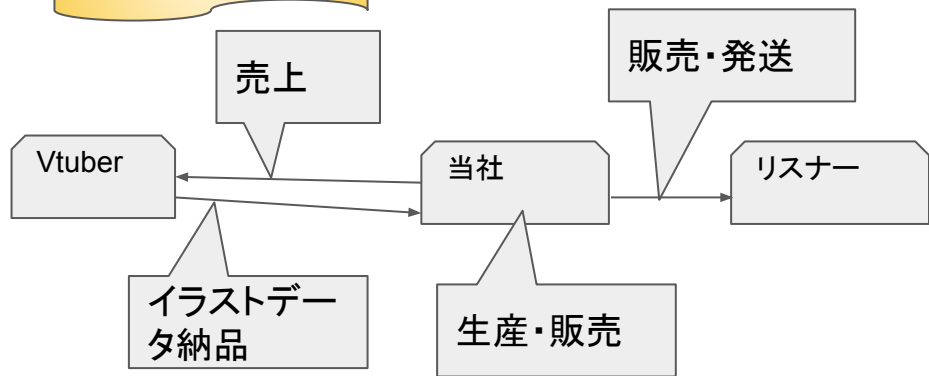 売上
販売・発送
Vtuber
当社
リスナー
イラストデー
タ納品
生産・販売